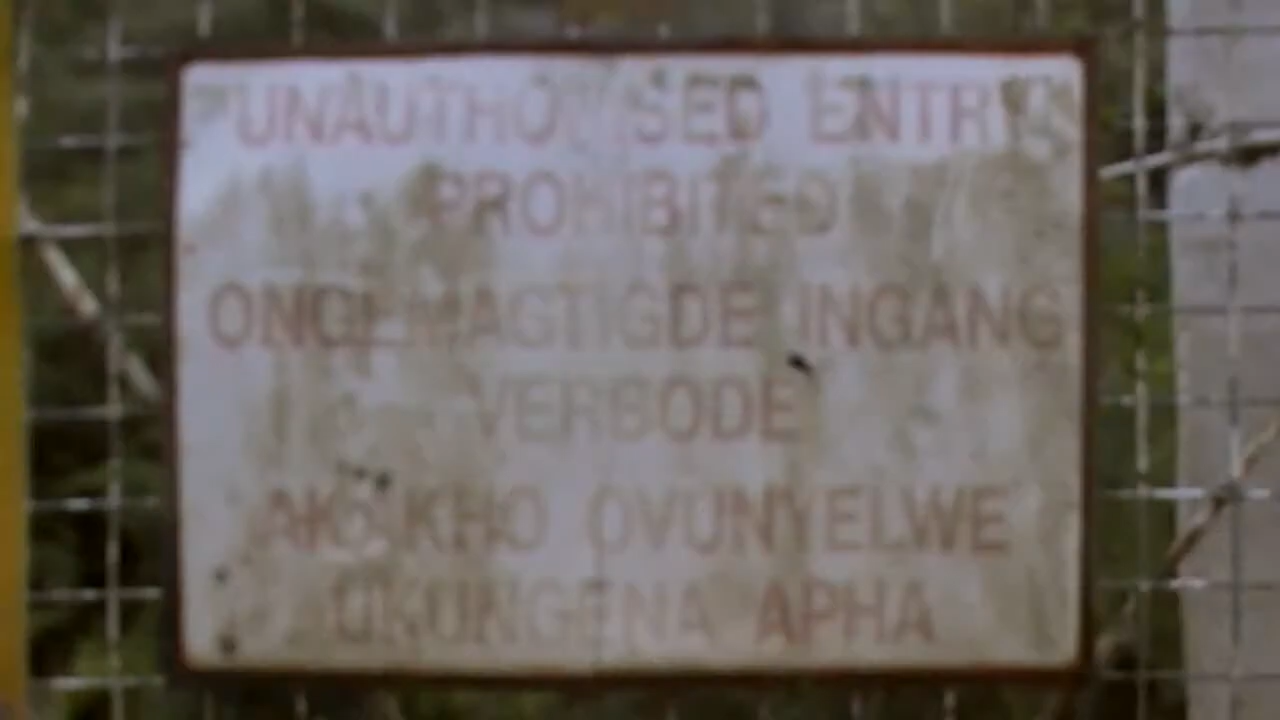 UNAUTHORISED ENTRY
PROHIBITED
ONGEMAGTIGDE INGANG
VERBODE
AKUKHO OVUNYELWE
UKUNGENA APHA